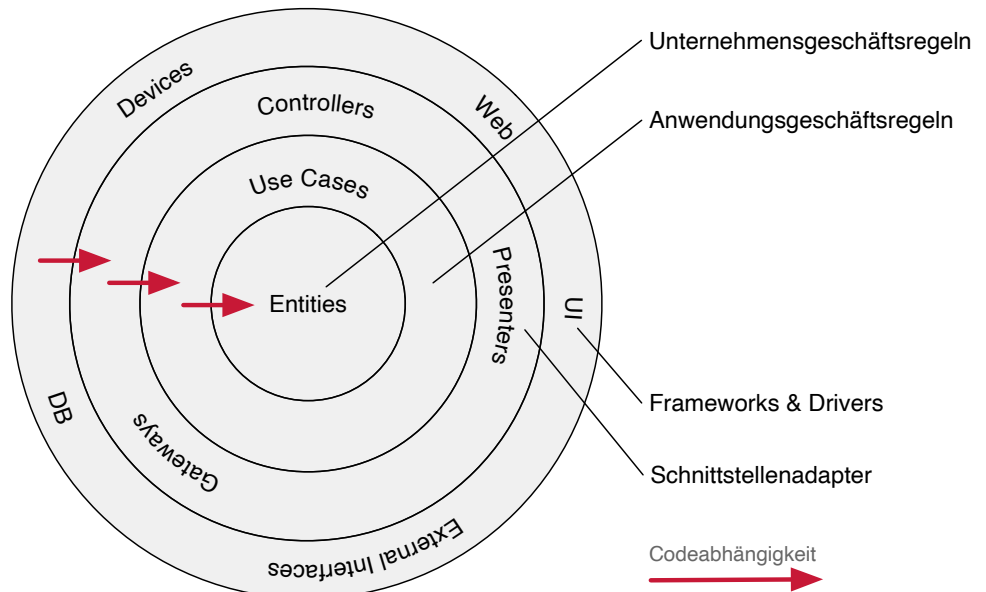 Unternehmensgeschäftsregeln
Devices
Web
Controllers
Anwendungsgeschäftsregeln
Use Cases
Entities
Presenters
UI
DB
Gateways
Frameworks & Drivers
Schnittstellenadapter
External Interfaces
Codeabhängigkeit